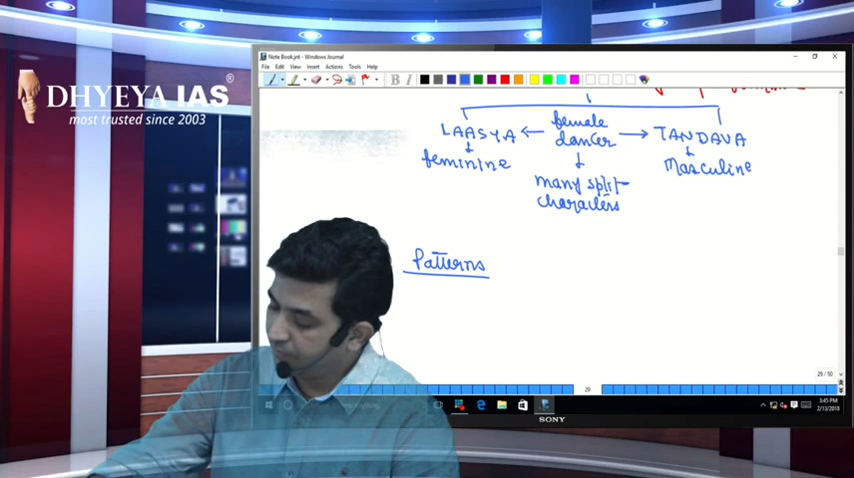 DHYEYA IAS®
most trusted since 2003
Note Book.jnt - Windows Journal
File Edit View Insert Actions Tools Help
B I
LAASYA ← female dancer → TANDAVA
feminine
many split characters
Masculine
Patterns
29 / 50
29
3:45 PM
2/13/2018
SONY